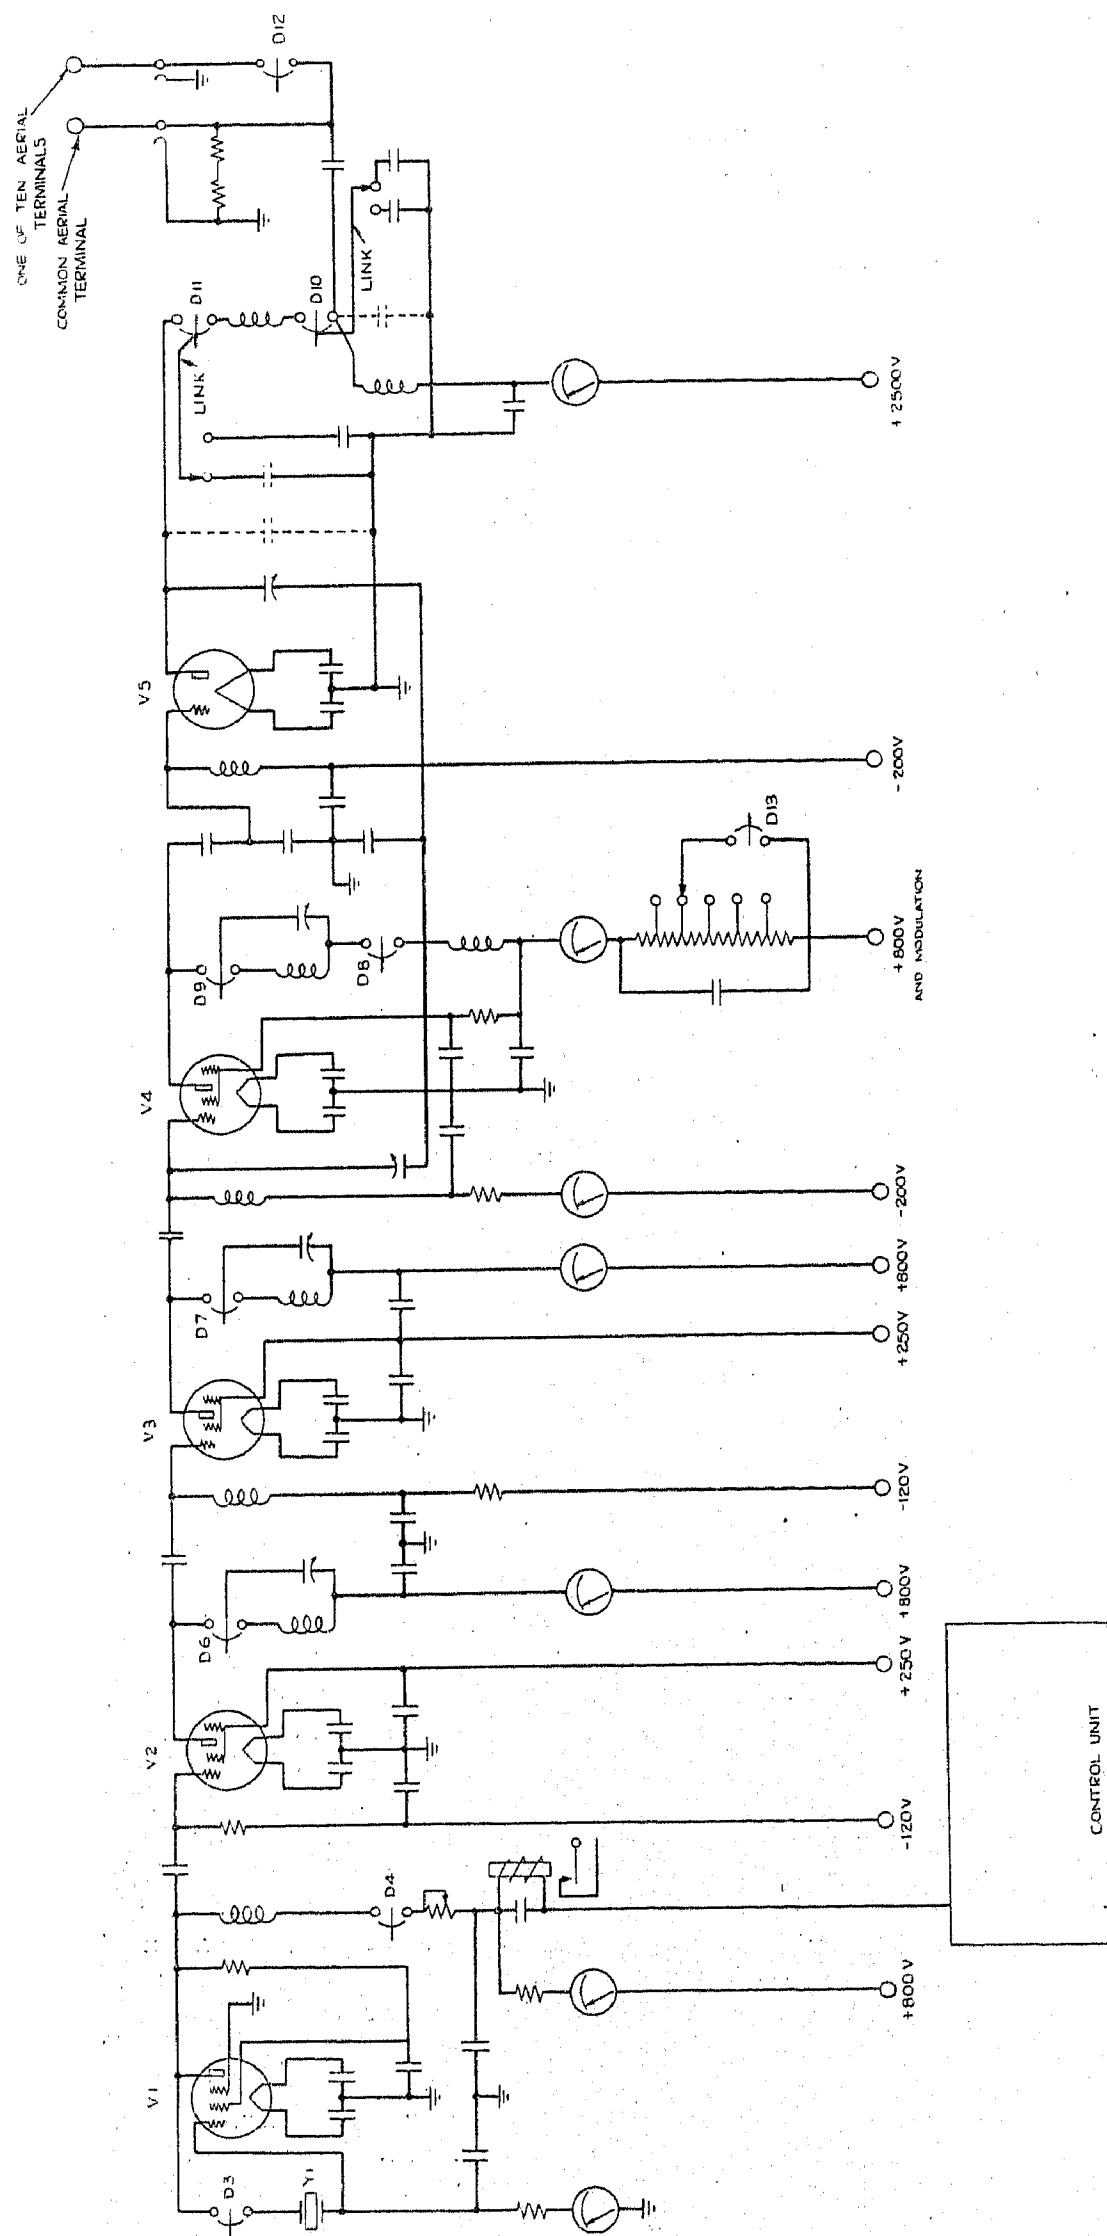 ONE OF TEN AERIAL
TERMINALS
COMMON AERIAL
TERMINAL
D12
D11
LINK
D10
LINK
+2500V
V5
-200V
D13
+800V
AND MODULATION
D9
D8
V4
-200V
+800V
D7
+250V
V3
-120V
+800V
D6
+250V
V2
-120V
D4
CONTROL UNIT
+800V
V1
D3
Y1